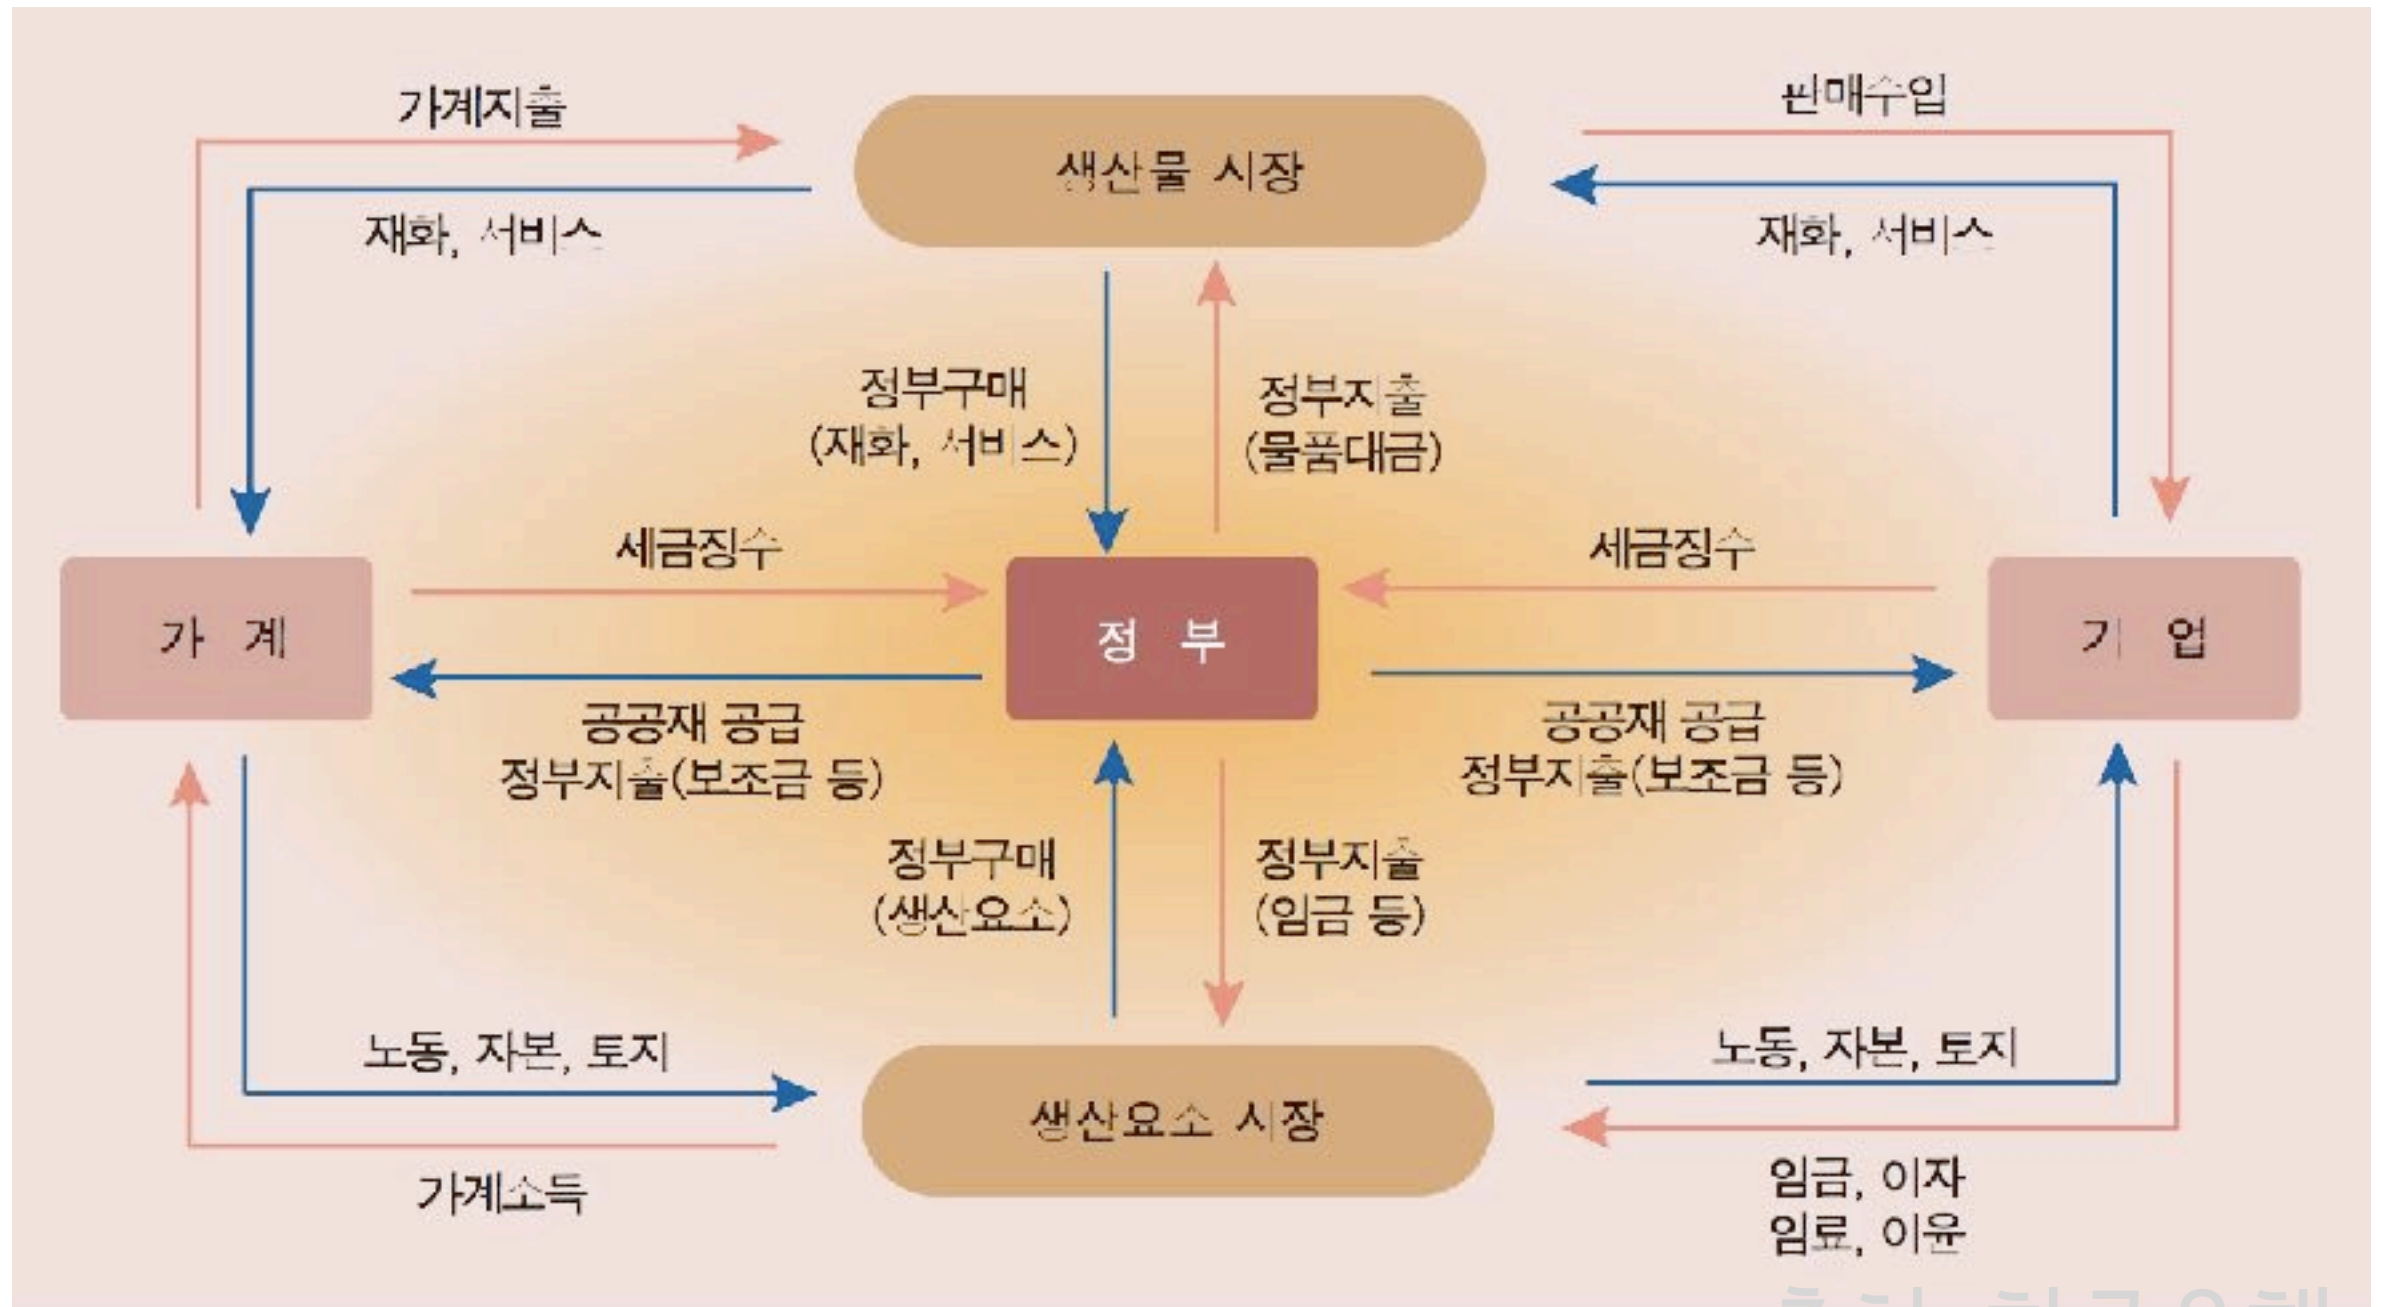 가계지출
판매수입
생산물 시장
재화, 서비스
재화, 서비스
정부구매
(재화, 서비스)
정부지출
(물품대금)
세금징수
세금징수
가 계
정 부
기 업
공공재 공급
정부지출(보조금 등)
공공재 공급
정부지출(보조금 등)
정부구매
(생산요소)
정부지출
(임금 등)
노동, 자본, 토지
노동, 자본, 토지
생산요소 시장
가계소득
임금, 이자
임료, 이윤